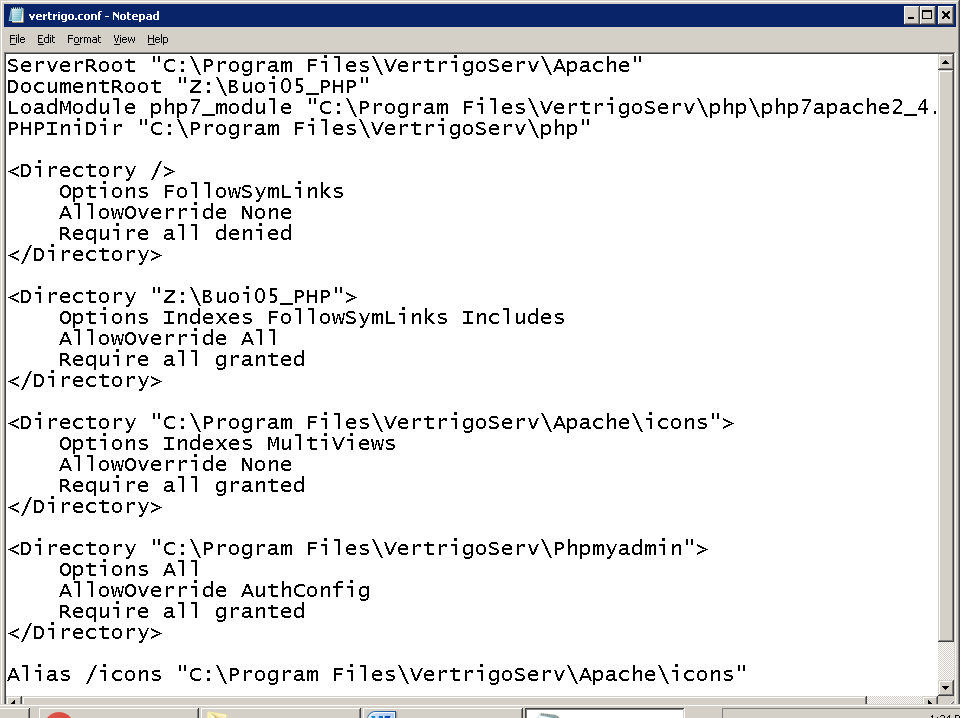 vertrigo.conf - Notepad
File Edit Format View Help
ServerRoot "C:\Program Files\VertrigoServ\Apache"
DocumentRoot "Z:\Buoi05_PHP"
LoadModule php7_module "C:\Program Files\VertrigoServ\php\php7apache2_4.
PHPIniDir "C:\Program Files\VertrigoServ\php"
<Directory />
    Options FollowSymLinks
    AllowOverride None
    Require all denied
</Directory>
<Directory "Z:\Buoi05_PHP">
    Options Indexes FollowSymLinks Includes
    AllowOverride All
    Require all granted
</Directory>
<Directory "C:\Program Files\VertrigoServ\Apache\icons">
    Options Indexes MultiViews
    AllowOverride None
    Require all granted
</Directory>
<Directory "C:\Program Files\VertrigoServ\Phpmyadmin">
    Options All
    AllowOverride AuthConfig
    Require all granted
</Directory>
Alias /icons "C:\Program Files\VertrigoServ\Apache\icons"